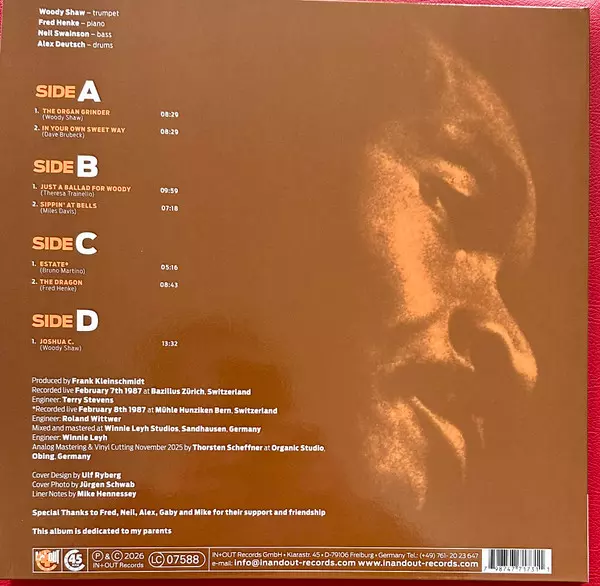 Woody Shaw – trumpet
Fred Henke – piano
Neil Swainson – bass
Alex Deutsch – drums
SIDE A
1. THE ORGAN GRINDER 08:29
(Woody Shaw)
2. IN YOUR OWN SWEET WAY 08:29
(Dave Brubeck)
SIDE B
1. JUST A BALLAD FOR WOODY 09:59
(Theresa Trainello)
2. SIPPIN' AT BELLS 07:18
(Miles Davis)
SIDE C
1. ESTATE* 05:16
(Bruno Martino)
2. THE DRAGON 08:43
(Fred Henke)
SIDE D
1. JOSHUA C. 13:32
(Woody Shaw)
Produced by Frank Kleinschmidt
Recorded live February 7th 1987 at Bazillus Zürich, Switzerland
Engineer: Terry Stevens
*Recorded live February 8th 1987 at Mühle Hunziken Bern, Switzerland
Engineer: Roland Wittwer
Mixed and mastered at Winnie Leyh Studios, Sandhausen, Germany
Engineer: Winnie Leyh
Analog Mastering & Vinyl Cutting November 2025 by Thorsten Scheffner at Organic Studio,
Obing, Germany
Cover Design by Ulf Ryberg
Cover Photo by Jürgen Schwab
Liner Notes by Mike Hennessey
Special Thanks to Fred, Neil, Alex, Gaby and Mike for their support and friendship
This album is dedicated to my parents
45
℗ & © 2026
IN+OUT Records
LC 07588
IN+OUT Records GmbH • Klarastr. 45 • D-79106 Freiburg • Germany Tel.: (+49) 761- 20 23 647
e-mail: info@inandout-records.com www.inandout-records.com